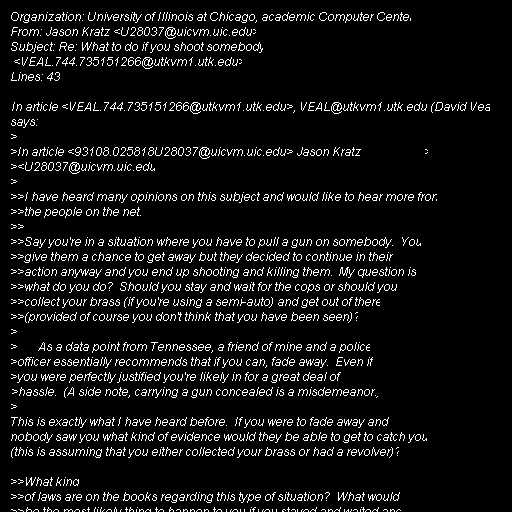 Organization: University of Illinois at Chicago, academic Computer Center
From: Jason Kratz <U28037@uicvm.uic.edu>
Subject: Re: What to do if you shoot somebody
 <VEAL.744.735151266@utkvm1.utk.edu>
Lines: 43

In article <VEAL.744.735151266@utkvm1.utk.edu>, VEAL@utkvm1.utk.edu (David Vea
says:
>
>In article <93108.025818U28037@uicvm.uic.edu> Jason Kratz >
><U28037@uicvm.uic.edu
>
>>I have heard many opinions on this subject and would like to hear more from
>>the people on the net.
>>
>>Say you're in a situation where you have to pull a gun on somebody.  You
>>give them a chance to get away but they decided to continue in their
>>action anyway and you end up shooting and killing them.  My question is
>>what do you do?  Should you stay and wait for the cops or should you
>>collect your brass (if you're using a semi-auto) and get out of there
>>(provided of course you don't think that you have been seen)?
>
>      As a data point from Tennessee, a friend of mine and a police
>officer essentially recommends that if you can, fade away.  Even if
>you were perfectly justified you're likely in for a great deal of
>hassle.  (A side note, carrying a gun concealed is a misdemeanor,
>
This is exactly what I have heard before.  If you were to fade away and
nobody saw you what kind of evidence would they be able to get to catch you
(this is assuming that you either collected your brass or had a revolver)?

>>What kind
>>of laws are on the books regarding this type of situation?  What would
>>be the most likely thing to happen to you if you stayed and waited and